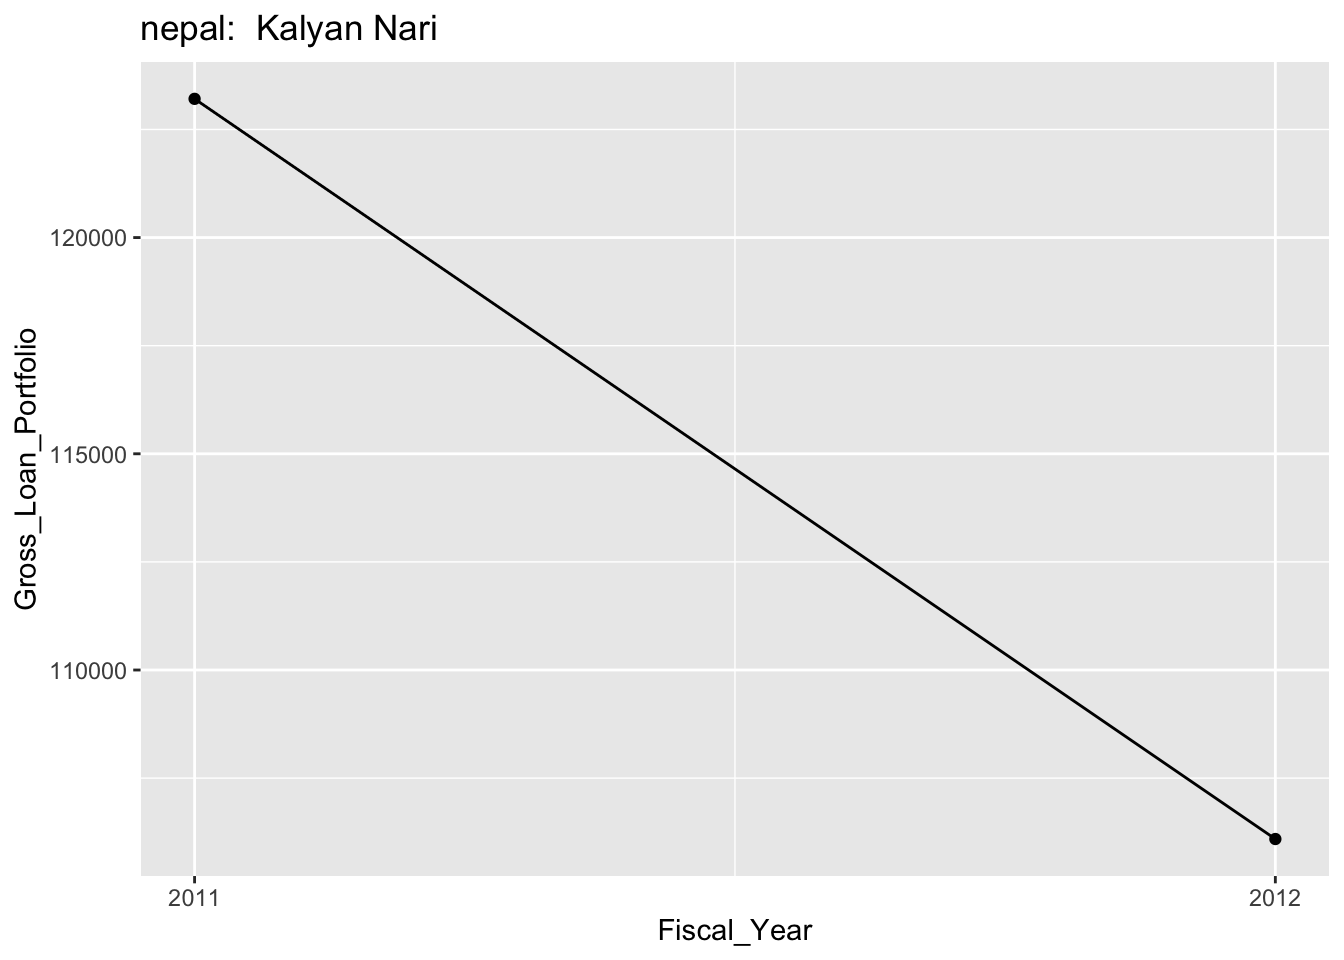 nepal:  Kalyan Nari
Gross_Loan_Portfolio
120000
115000
110000
2011
2012
Fiscal_Year